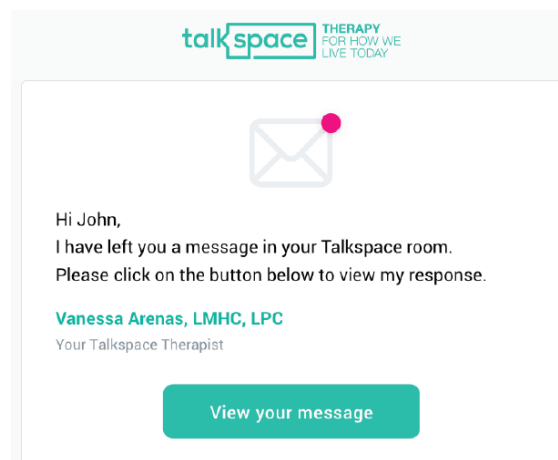 talkspace
THERAPY
FOR HOW WE
LIVE TODAY
Hi John,
I have left you a message in your Talkspace room.
Please click on the button below to view my response.
Vanessa Arenas, LMHC, LPC
Your Talkspace Therapist
View your message